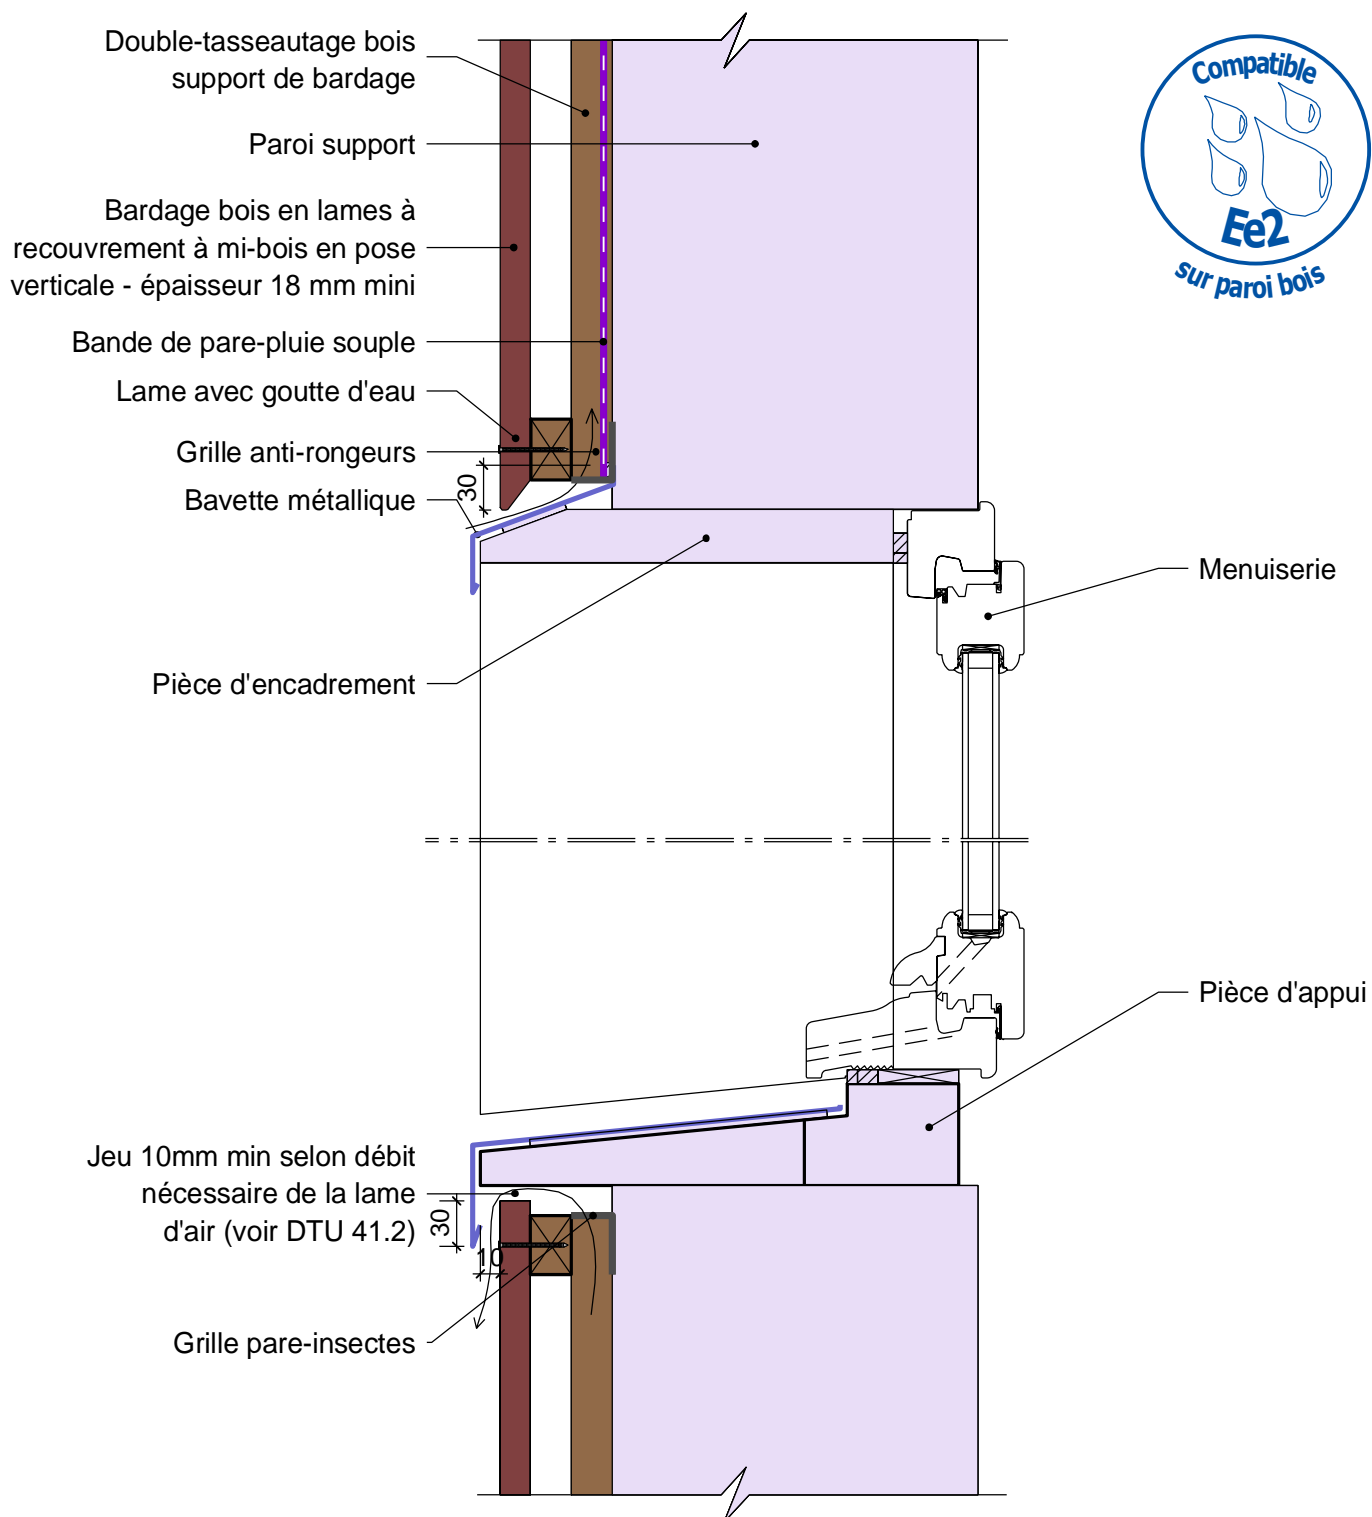 Double-tasseautage bois
support de bardage
Paroi support
Bardage bois en lames à
recouvrement à mi-bois en pose
verticale - épaisseur 18 mm mini
Bande de pare-pluie souple
Lame avec goutte d'eau
Grille anti-rongeurs
30
Bavette métallique
Pièce d'encadrement
Compatible
Ee2
sur paroi bois
Menuiserie
Pièce d'appui
Jeu 10mm min selon débit
nécessaire de la lame
d'air (voir DTU 41.2)
30
10
Grille pare-insectes